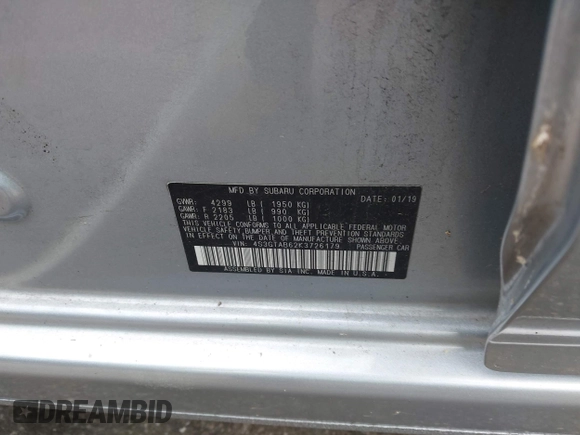 MFD BY SUBARU CORPORATION
DATE: 01/19
GVWR: 4299 LB ( 1950 KG)
GAWR: F 2183 LB ( 990 KG)
GAWR: R 2205 LB ( 1000 KG)
THIS VEHICLE CONFORMS TO ALL APPLICABLE FEDERAL MOTOR
VEHICLE SAFETY, BUMPER AND THEFT PREVENTION STANDARDS
IN EFFECT ON THE DATE OF MANUFACTURE SHOWN ABOVE.
VIN: 4S3GTAB62K3726179 PASSENGER CAR
ASSEMBLED BY SIA INC. MADE IN U.S.A.
DREAMBID